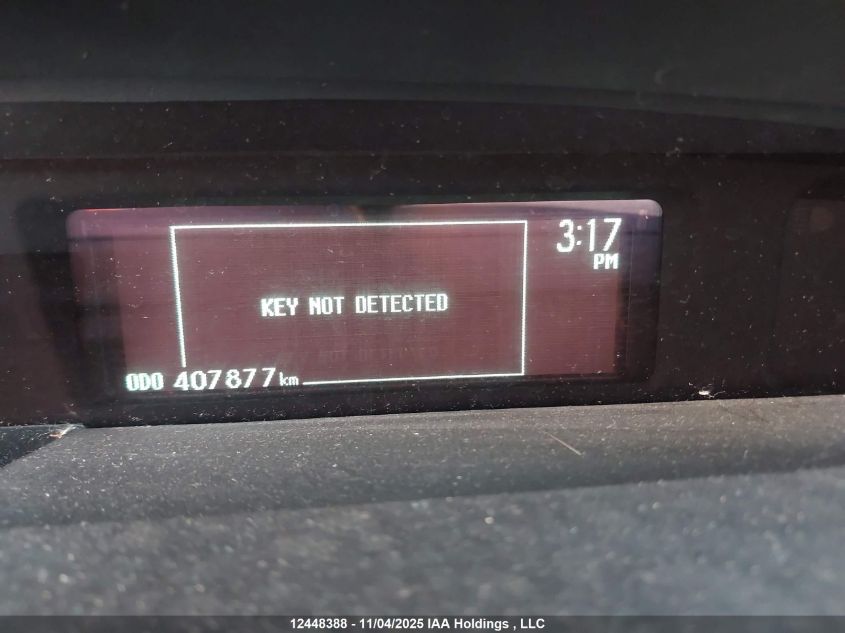 3:17
PM
KEY NOT DETECTED
ODO 407877 km
12448388 - 11/04/2025 IAA Holdings , LLC